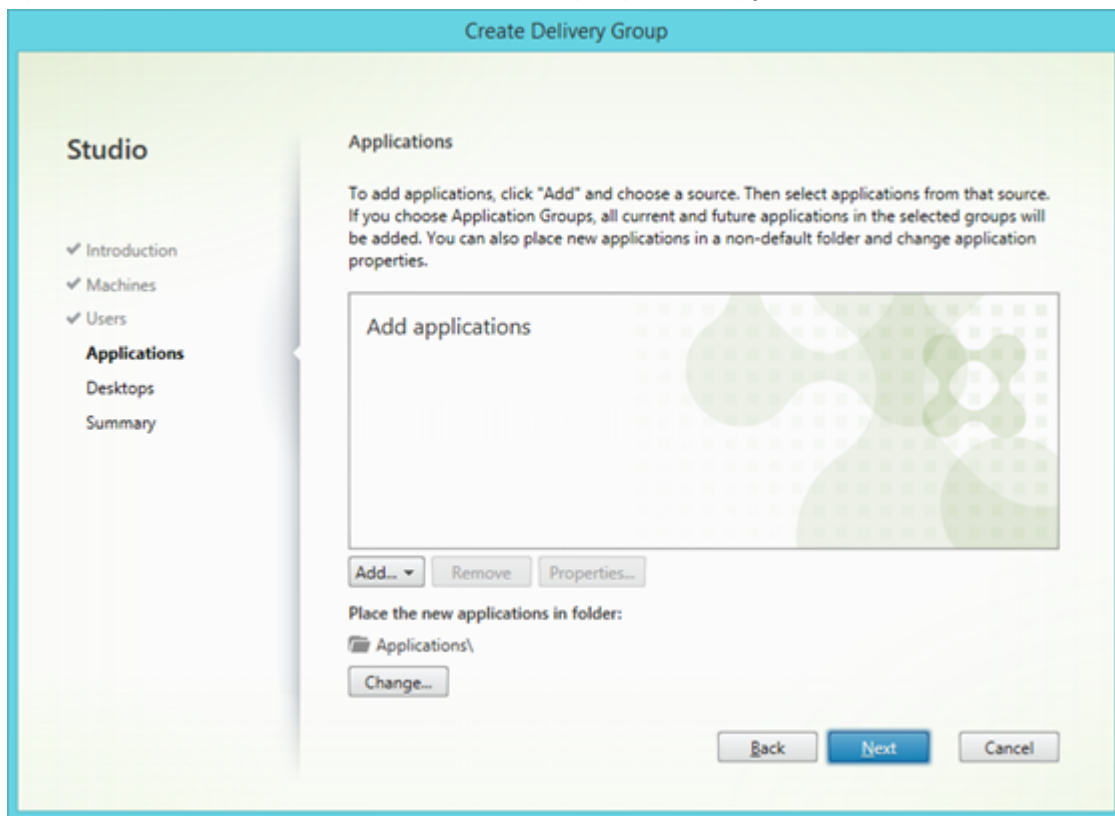 Create Delivery Group
Studio
✔ Introduction
✔ Machines
✔ Users
Applications
Desktops
Summary
Applications
To add applications, click "Add" and choose a source. Then select applications from that source.
If you choose Application Groups, all current and future applications in the selected groups will
be added. You can also place new applications in a non-default folder and change application
properties.
Add applications
Add... Remove Properties...
Place the new applications in folder:
Applications\
Change...
Back Next Cancel